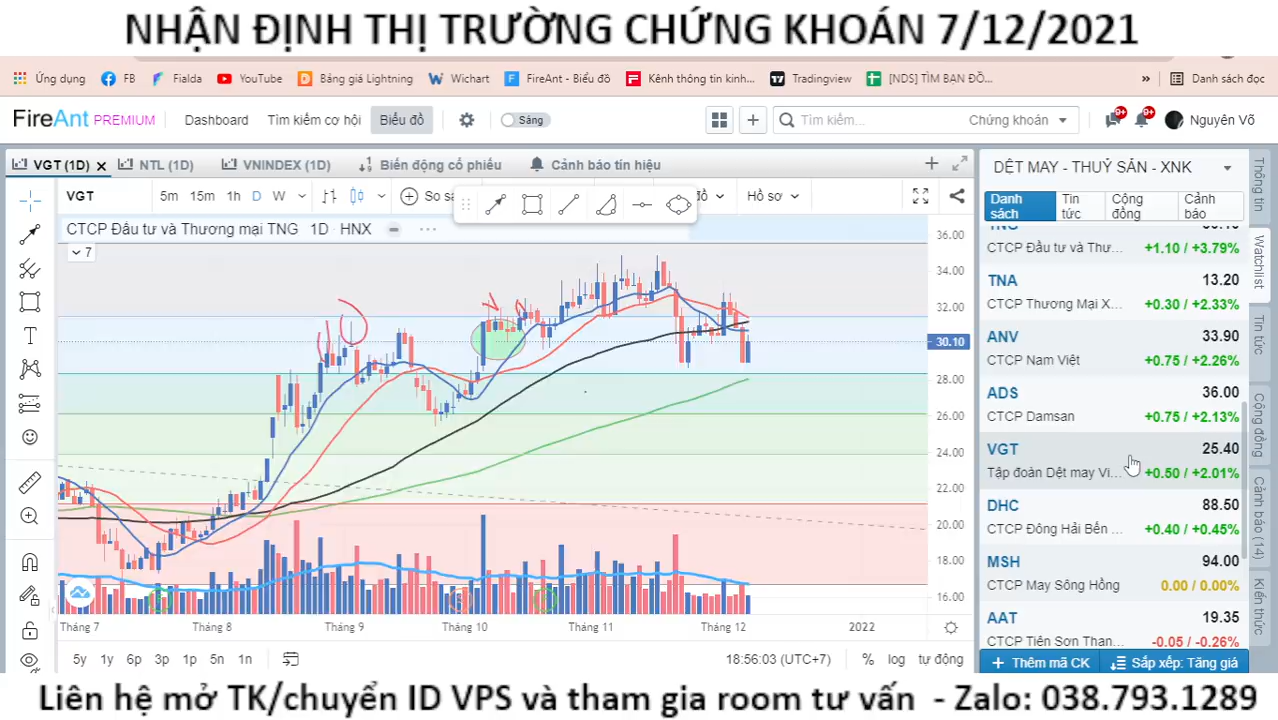 NHẬN ĐỊNH THỊ TRƯỜNG CHỨNG KHOÁN 7/12/2021
Ứng dụng FB Fialda YouTube Bảng giá Lightning Wichart FireAnt - Biểu đồ Kênh thông tin kinh... Tradingview [NDS] TÌM BẠN ĐỒ... » Danh sách đọc
FireAnt PREMIUM Dashboard Tìm kiếm cơ hội Biểu đồ Sáng Tìm kiếm... Chứng khoán 9+ 9+ Nguyên Võ
VGT (1D) NTL (1D) VNINDEX (1D) Biến động cổ phiếu Cảnh báo tín hiệu
VGT 5m 15m 1h D W So sá đồ Hồ sơ
CTCP Đầu tư và Thương mại TNG 1D HNX
7
36.00
34.00
32.00
30.10
28.00
26.00
24.00
22.00
20.00
18.00
16.00
Tháng 7 Tháng 8 Tháng 9 Tháng 10 Tháng 11 Tháng 12 2022
5y 1y 6p 3p 1p 5n 1n 18:56:03 (UTC+7) % log tự động
DỆT MAY - THUỶ SẢN - XNK
Danh sách Tin tức Cộng đồng Cảnh báo
CTCP Đầu tư và Thư... +1.10 / +3.79%
TNA 13.20
CTCP Thương Mại X... +0.30 / +2.33%
ANV 33.90
CTCP Nam Việt +0.75 / +2.26%
ADS 36.00
CTCP Damsan +0.75 / +2.13%
VGT 25.40
Tập đoàn Dệt may Vi... +0.50 / +2.01%
DHC 88.50
CTCP Đông Hải Bến ... +0.40 / +0.45%
MSH 94.00
CTCP May Sông Hồng 0.00 / 0.00%
AAT 19.35
CTCP Tiên Sơn Than... -0.05 / -0.26%
Thêm mã CK Sắp xếp: Tăng giá
Thông tin
Watchlist
Tin tức
Cộng đồng
Cảnh báo (14)
Kiến thức
Liên hệ mở TK/chuyển ID VPS và tham gia room tư vấn - Zalo: 038.793.1289